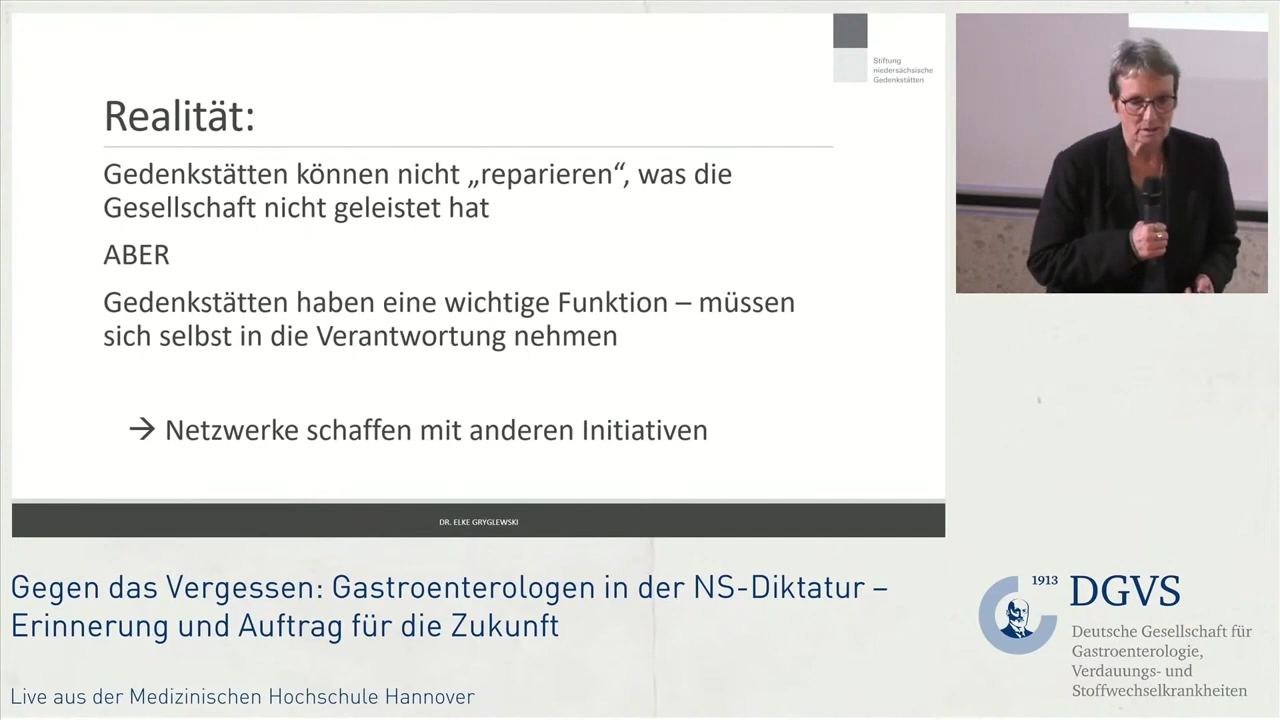 Stiftung
niedersächsische
Gedenkstätten
Realität:
Gedenkstätten können nicht „reparieren“, was die
Gesellschaft nicht geleistet hat
ABER
Gedenkstätten haben eine wichtige Funktion – müssen
sich selbst in die Verantwortung nehmen
→ Netzwerke schaffen mit anderen Initiativen
DR. ELKE GRYGLEWSKI
Gegen das Vergessen: Gastroenterologen in der NS-Diktatur –
Erinnerung und Auftrag für die Zukunft
Live aus der Medizinischen Hochschule Hannover
1913 DGVS
Deutsche Gesellschaft für
Gastroenterologie,
Verdauungs- und
Stoffwechselkrankheiten